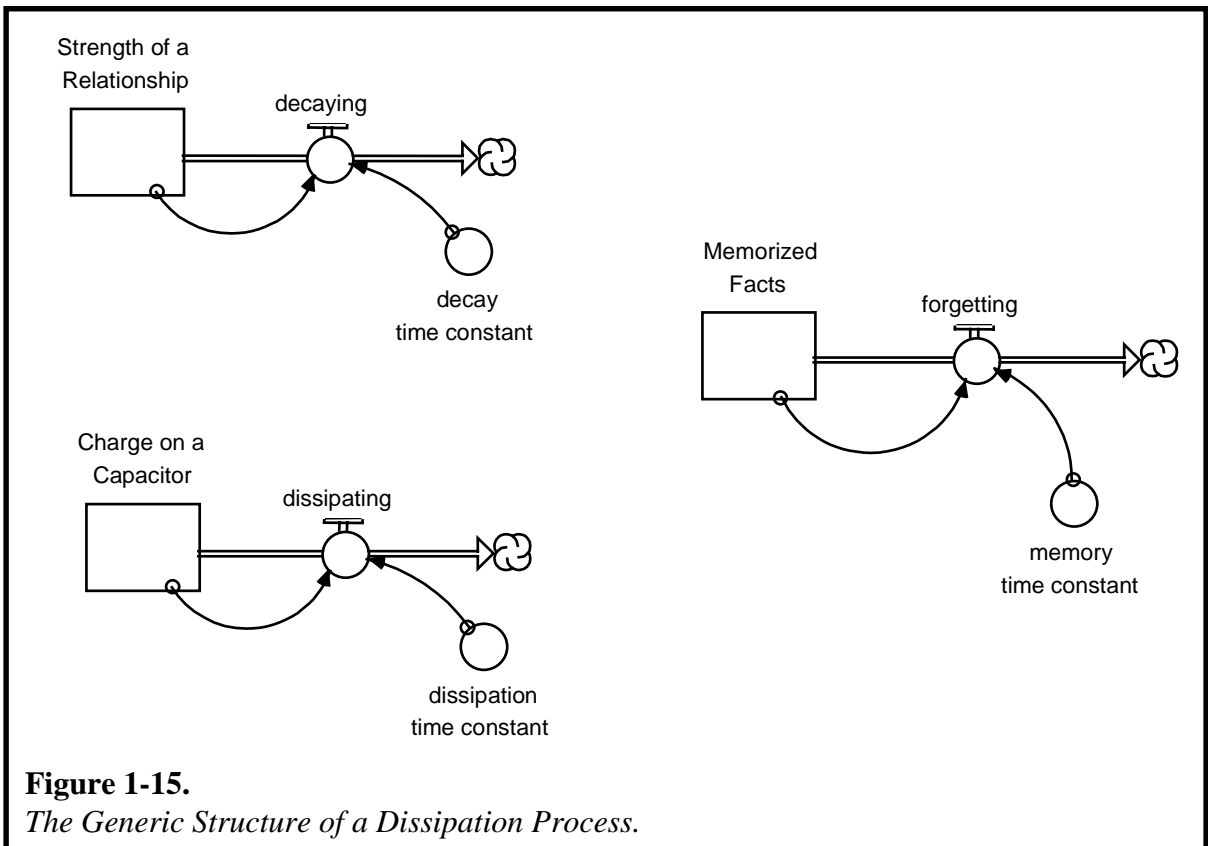 Strength of a
Relationship
decaying
decay
time constant
Memorized
Facts
forgetting
memory
time constant
Charge on a
Capacitor
dissipating
dissipation
time constant
Figure 1-15.
The Generic Structure of a Dissipation Process.